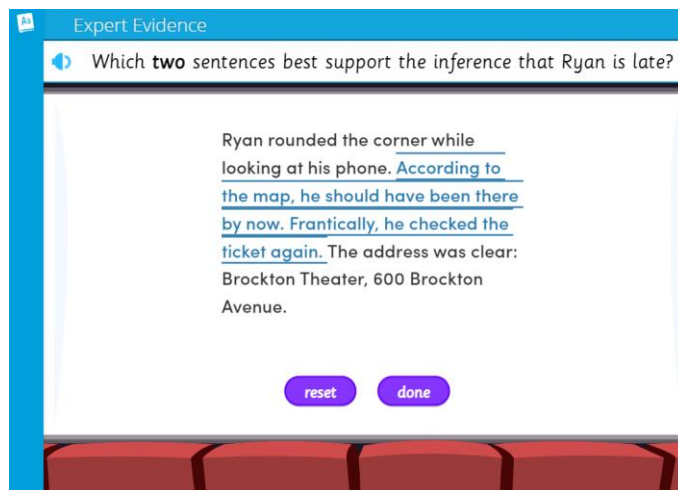 Aa
Expert Evidence
Which two sentences best support the inference that Ryan is late?
Ryan rounded the corner while
looking at his phone. According to
the map, he should have been there
by now. Frantically, he checked the
ticket again. The address was clear:
Brockton Theater, 600 Brockton
Avenue.
reset done